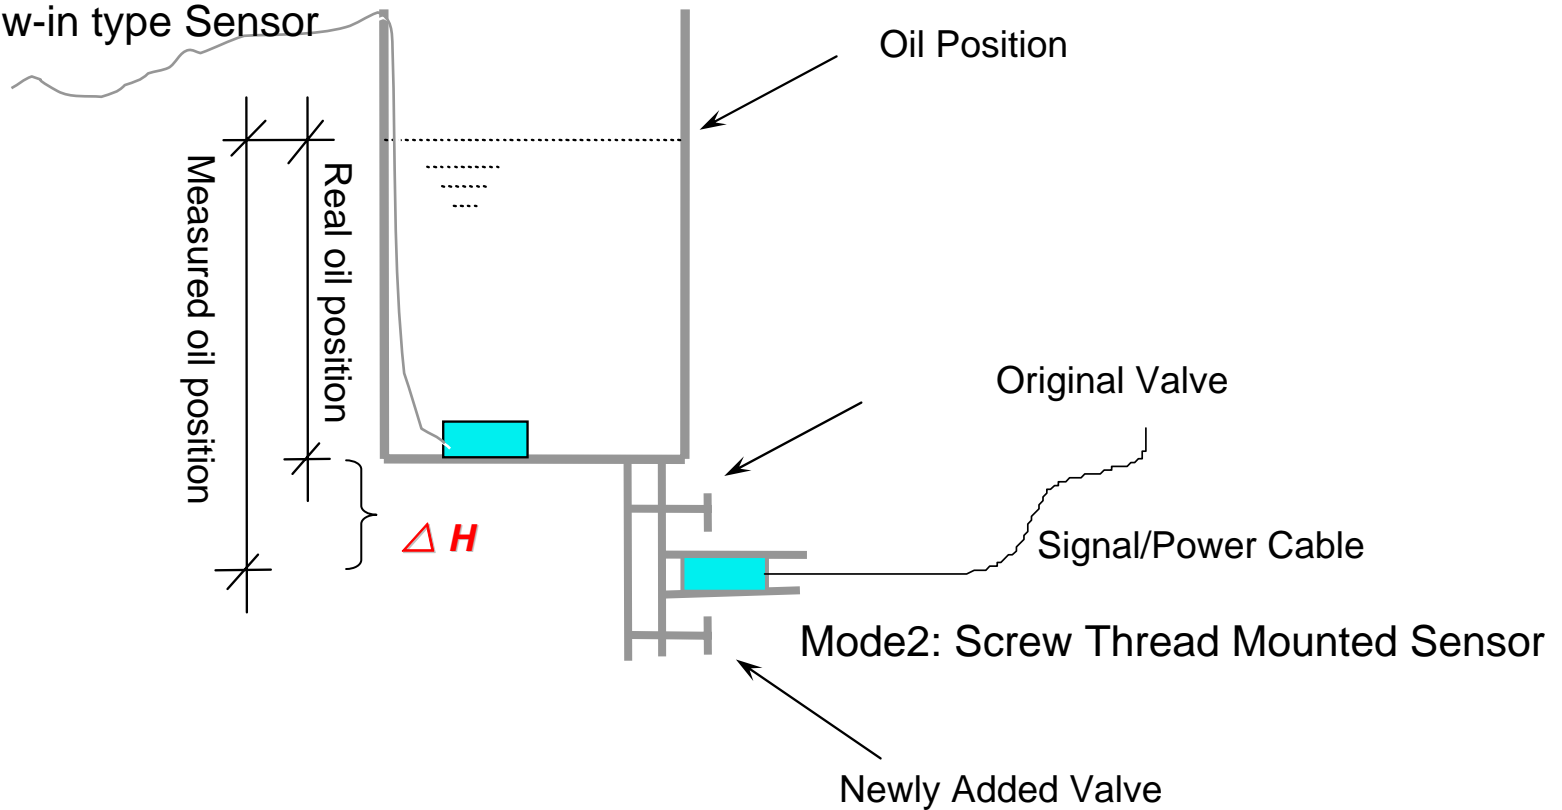 w-in type Sensor
Oil Position
Measured oil position
Real oil position
Original Valve
△ H
Signal/Power Cable
Mode2: Screw Thread Mounted Sensor
Newly Added Valve